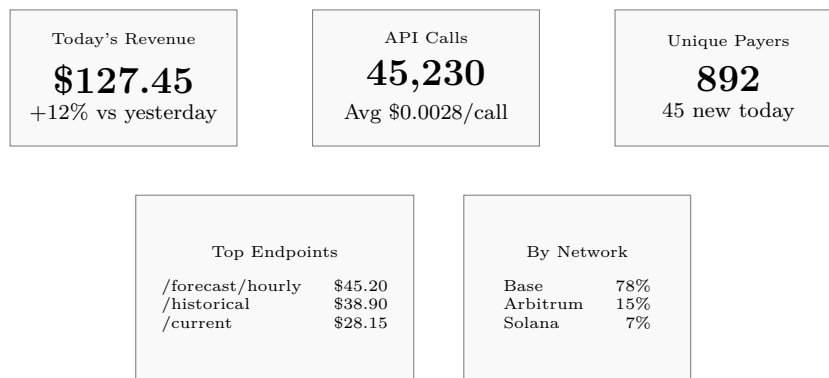 Today's Revenue
$127.45
+12% vs yesterday
API Calls
45,230
Avg $0.0028/call
Unique Payers
892
45 new today
Top Endpoints
/forecast/hourly $45.20
/historical $38.90
/current $28.15
By Network
Base 78%
Arbitrum 15%
Solana 7%